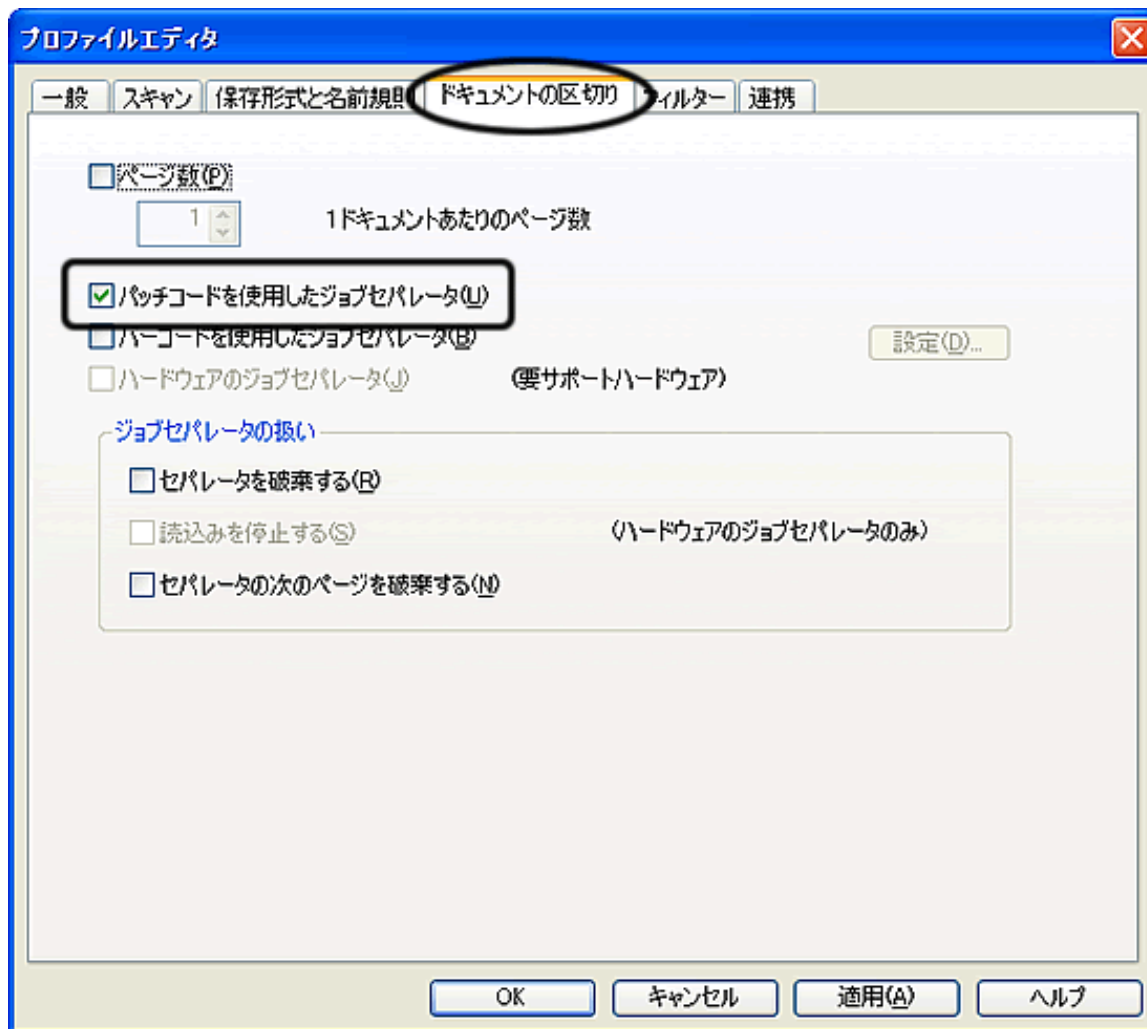 プロファイルエディタ
一般 スキャン 保存形式と名前規 ドキュメントの区切り ィルター 連携
ページ数(P)
1 1ドキュメントあたりのページ数
パッチコードを使用したジョブセパレータ(U)
バーコードを使用したジョブセパレータ(B) 設定(D)...
ハードウェアのジョブセパレータ(J) (要サポートハードウェア)
ジョブセパレータの扱い
セパレータを破棄する(R)
読込みを停止する(S) (ハードウェアのジョブセパレータのみ)
セパレータの次のページを破棄する(N)
OK キャンセル 適用(A) ヘルプ